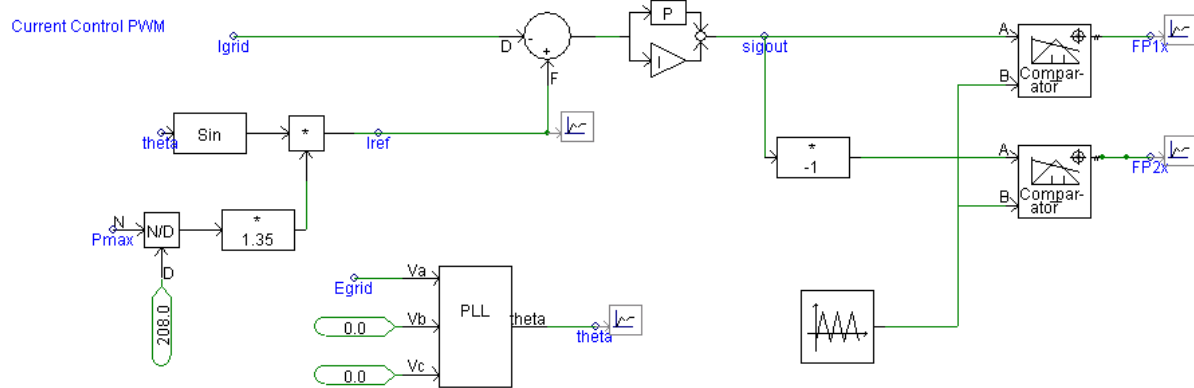 Current Control PWM
Igrid
D
-
+
F
P
I
sigout
A
B
Compar-
ator
FP1x
theta
Sin
*
Iref
*
-1
A
B
Compar-
ator
FP2x
Pmax
N
N/D
D
*
1.35
208.0
Egrid
Va
0.0
Vb
0.0
Vc
PLL
theta
theta